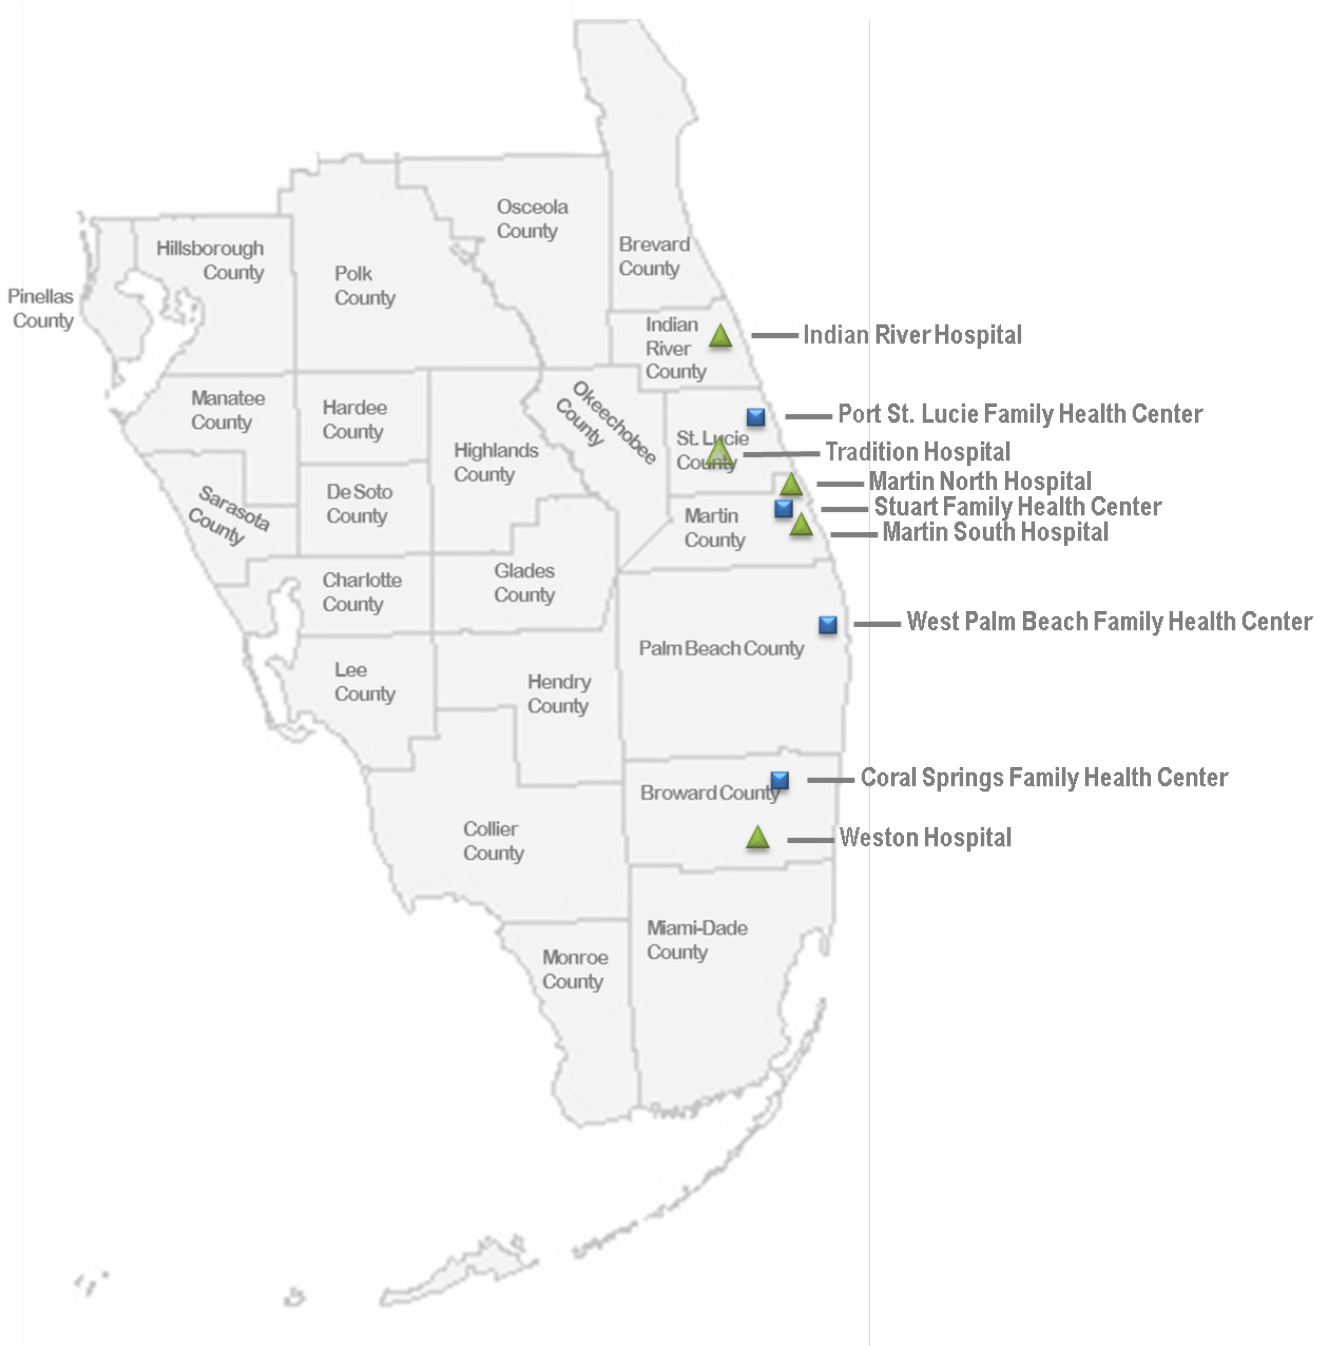 Osceola
County
Hillsborough
County
Brevard
County
Polk
County
Pinellas
County
Indian
River
County
Indian River Hospital
Manatee
County
Hardee
County
Okeechobee
County
Port St. Lucie Family Health Center
Highlands
County
St. Lucie
County
Tradition Hospital
Martin North Hospital
Sarasota
County
De Soto
County
Stuart Family Health Center
Martin
County
Martin South Hospital
Charlotte
County
Glades
County
West Palm Beach Family Health Center
Palm Beach County
Lee
County
Hendry
County
Coral Springs Family Health Center
Broward County
Collier
County
Weston Hospital
Miami-Dade
County
Monroe
County